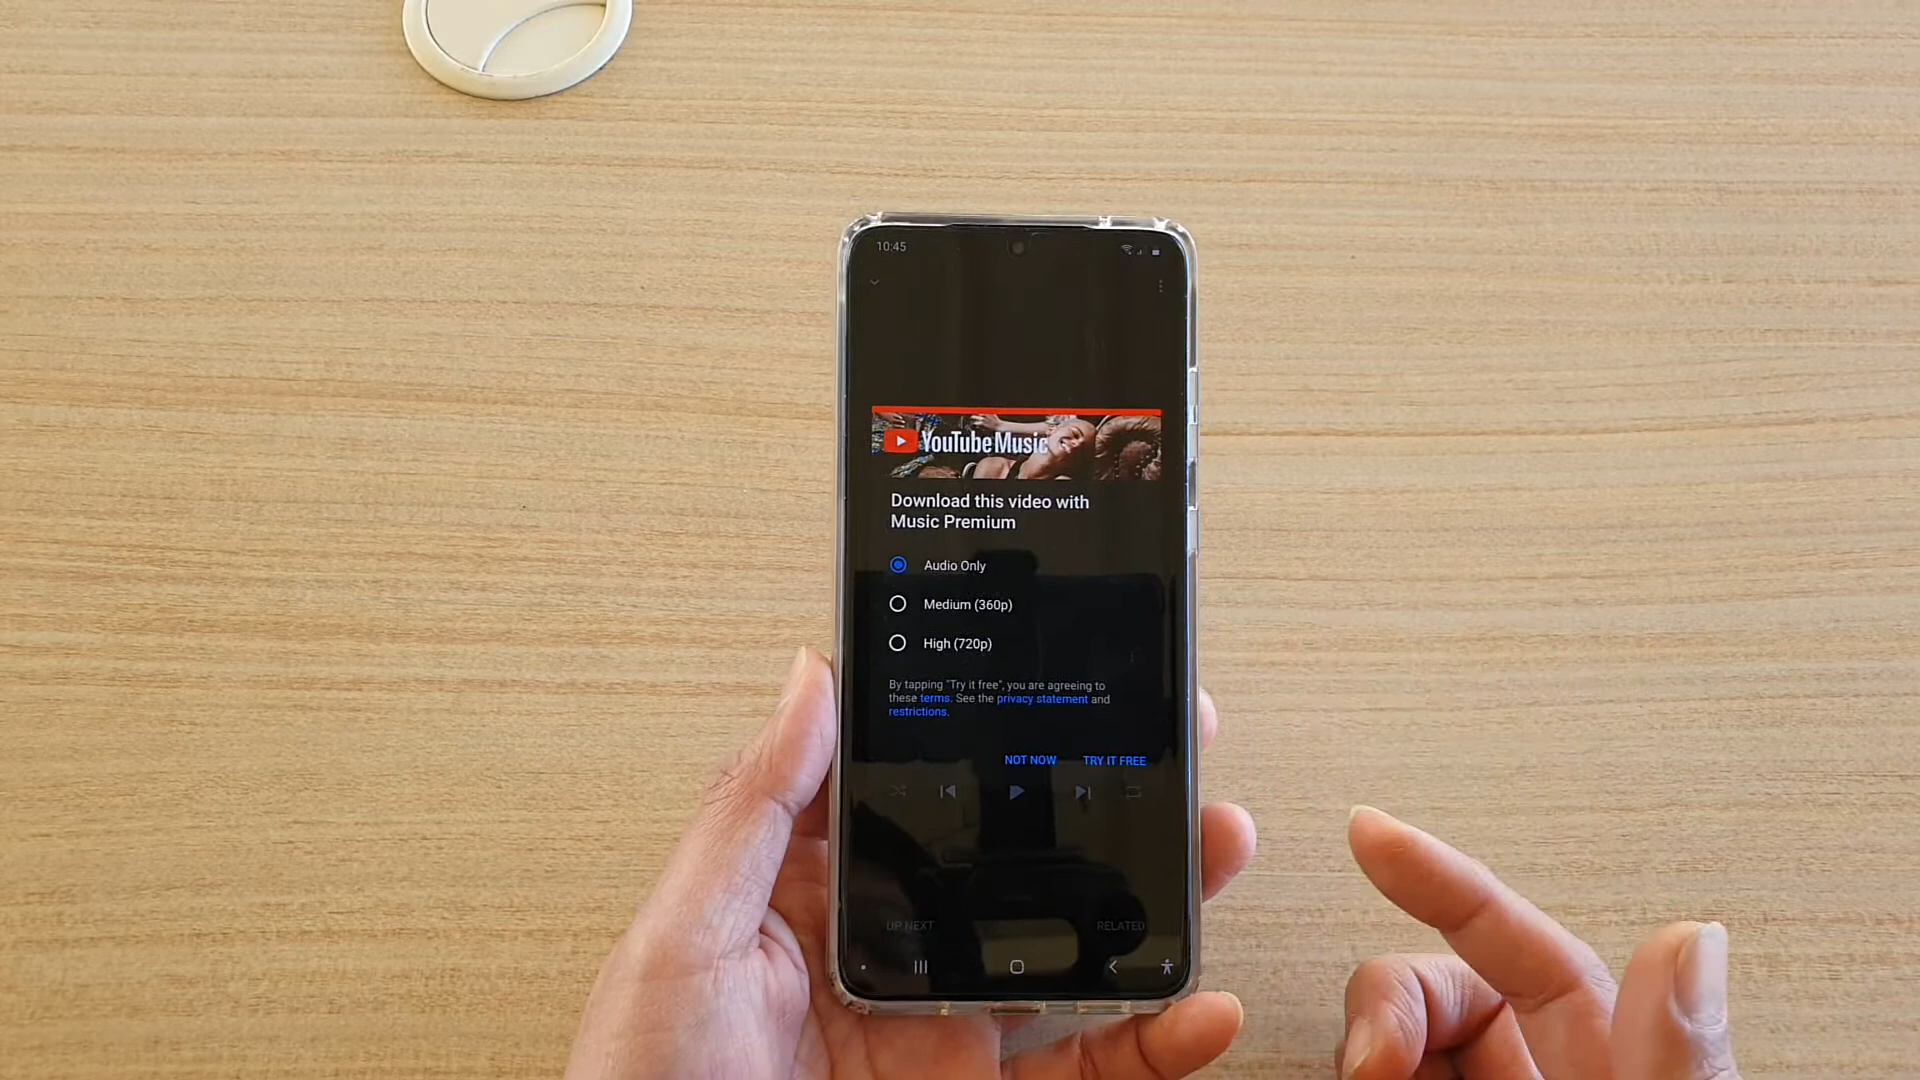 10:45
YouTube Music
Download this video with
Music Premium
Audio Only
Medium (360p)
High (720p)
By tapping "Try it free", you are agreeing to
these terms. See the privacy statement and
restrictions.
NOT NOW TRY IT FREE
UP NEXT RELATED